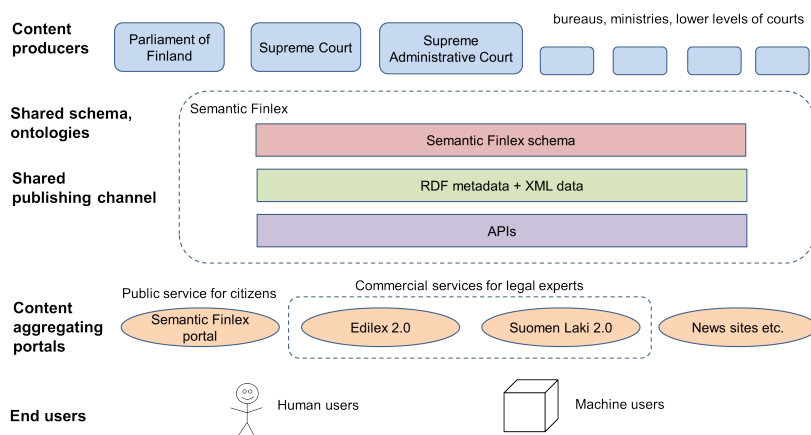 Content
producers
Parliament of
Finland
Supreme Court
Supreme
Administrative Court
bureaus, ministries, lower levels of courts
Shared schema,
ontologies
Semantic Finlex
Semantic Finlex schema
Shared
publishing channel
RDF metadata + XML data
APIs
Content
aggregating
portals
Public service for citizens
Semantic Finlex
portal
Commercial services for legal experts
Edilex 2.0
Suomen Laki 2.0
News sites etc.
End users
Human users
Machine users